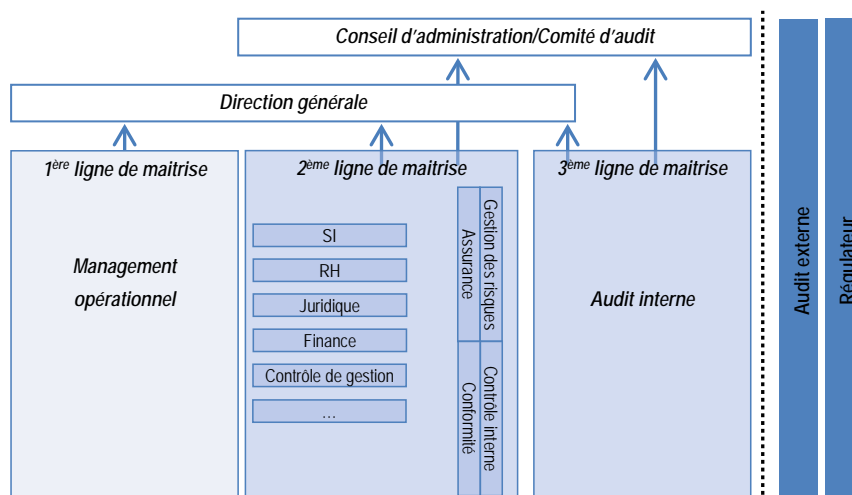 Conseil d'administration/Comité d'audit
Direction générale
1ère ligne de maitrise
Management
opérationnel
2ème ligne de maitrise
SI
RH
Juridique
Finance
Contrôle de gestion
…
Assurance
Gestion des risques
Conformité
Contrôle interne
3ème ligne de maitrise
Audit interne
Audit externe
Régulateur